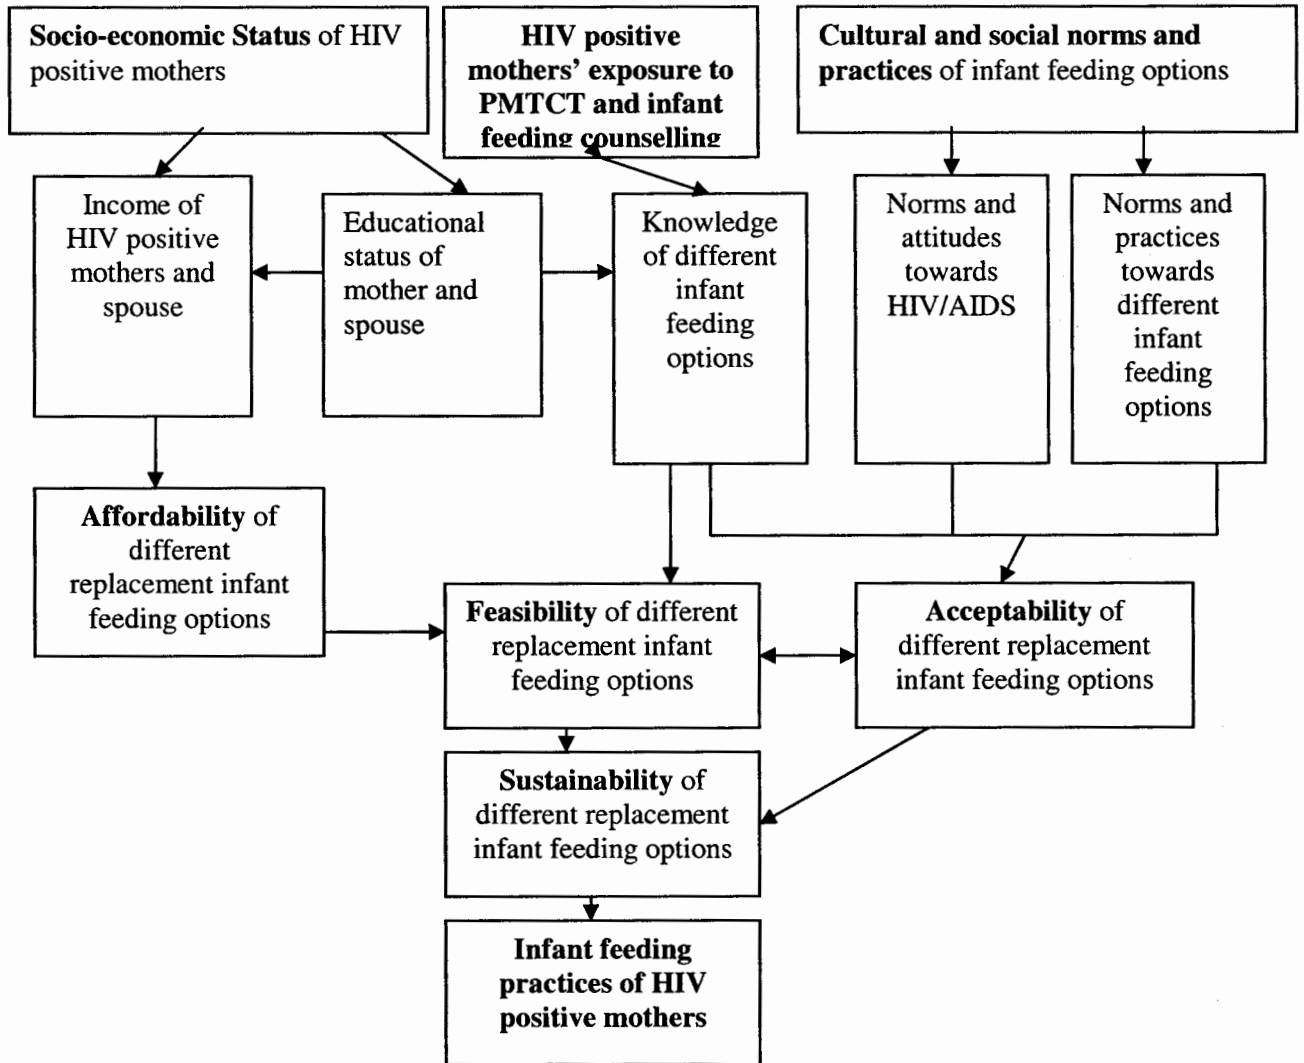 Socio-economic Status of HIV
positive mothers
HIV positive
mothers’ exposure to
PMTCT and infant
feeding counselling
Cultural and social norms and
practices of infant feeding options
Income of
HIV positive
mothers and
spouse
Educational
status of
mother and
spouse
Knowledge
of different
infant
feeding
options
Norms and
attitudes
towards
HIV/AIDS
Norms and
practices
towards
different
infant
feeding
options
Affordability of
different
replacement infant
feeding options
Feasibility of different
replacement infant
feeding options
Acceptability of
different replacement
infant feeding options
Sustainability of
different replacement
infant feeding options
Infant feeding
practices of HIV
positive mothers